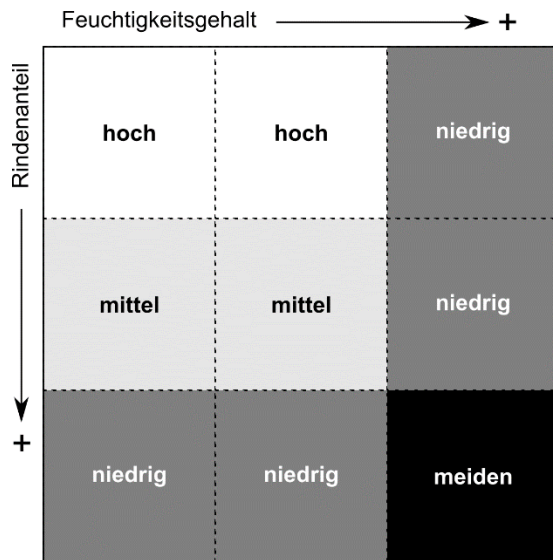 Feuchtigkeitsgehalt +
Rindenanteil
+
hoch hoch niedrig
mittel mittel niedrig
niedrig niedrig meiden